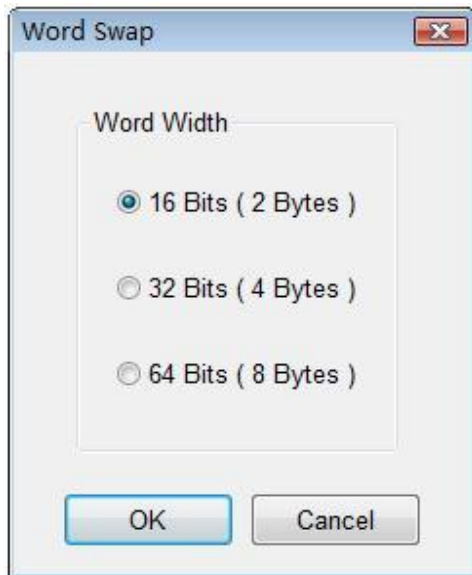 Word Swap
Word Width
16 Bits ( 2 Bytes )
32 Bits ( 4 Bytes )
64 Bits ( 8 Bytes )
OK Cancel